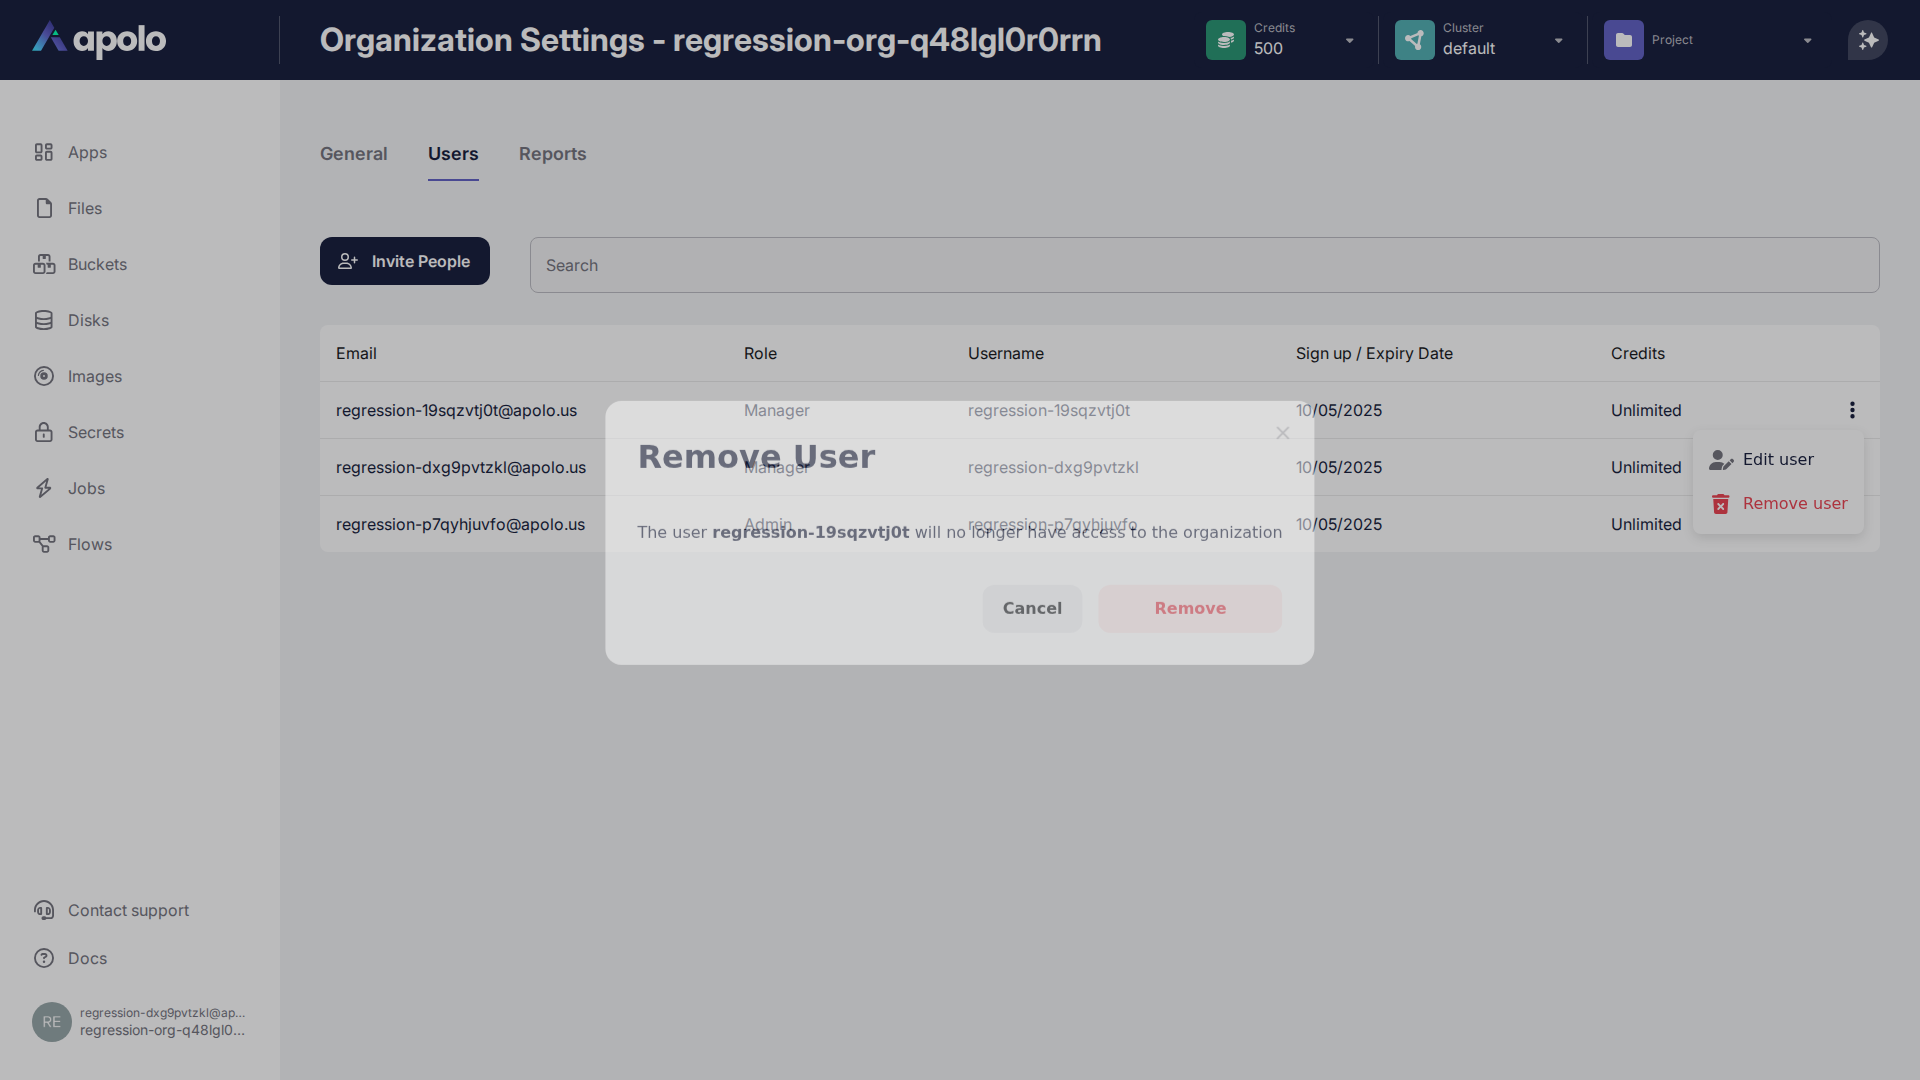 apolo
Organization Settings - regression-org-q48lgl0r0rrn
Credits
500
Cluster
default
Project
Apps
Files
Buckets
Disks
Images
Secrets
Jobs
Flows
Contact support
Docs
RE
regression-dxg9pvtzkl@ap...
regression-org-q48lgl0...
General Users Reports
Invite People
Search
Email Role Username Sign up / Expiry Date Credits
regression-19sqzvtj0t@apolo.us Manager regression-19sqzvtj0t 10/05/2025 Unlimited
regression-dxg9pvtzkl@apolo.us Manager regression-dxg9pvtzkl 10/05/2025 Unlimited
regression-p7qyhjuvfo@apolo.us Admin regression-p7qyhjuvfo 10/05/2025 Unlimited
Edit user
Remove user
Remove User
The user regression-19sqzvtj0t will no longer have access to the organization
Cancel Remove